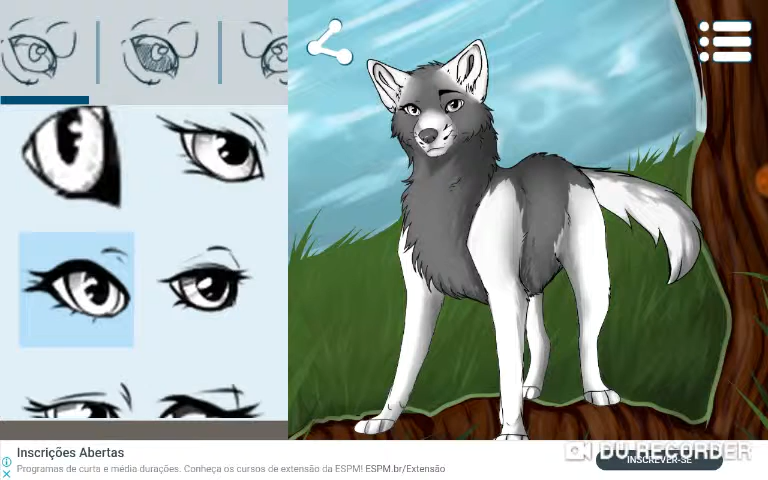 Inscrições Abertas
Programas de curta e média durações. Conheça os cursos de extensão da ESPM! ESPM.br/Extensão
DU RECORDER
INSCREVER-SE